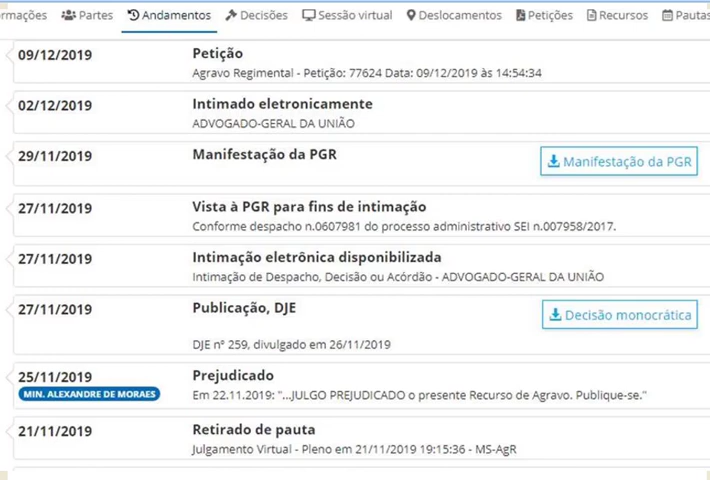 Partes Andamentos Decisões Sessão virtual Deslocamentos Petições Recursos Pautas
09/12/2019 Petição
Agravo Regimental - Petição: 77624 Data: 09/12/2019 às 14:54:34
02/12/2019 Intimado eletronicamente
ADVOGADO-GERAL DA UNIÃO
29/11/2019 Manifestação da PGR Manifestação da PGR
27/11/2019 Vista à PGR para fins de intimação
Conforme despacho n.0607981 do processo administrativo SEI n.007958/2017.
27/11/2019 Intimação eletrônica disponibilizada
Intimação de Despacho, Decisão ou Acórdão - ADVOGADO-GERAL DA UNIÃO
27/11/2019 Publicação, DJE Decisão monocrática
DJE nº 259, divulgado em 26/11/2019
25/11/2019 Prejudicado
MIN. ALEXANDRE DE MORAES Em 22.11.2019: "...JULGO PREJUDICADO o presente Recurso de Agravo. Publique-se."
21/11/2019 Retirado de pauta
Julgamento Virtual - Pleno em 21/11/2019 19:15:36 - MS-AgR